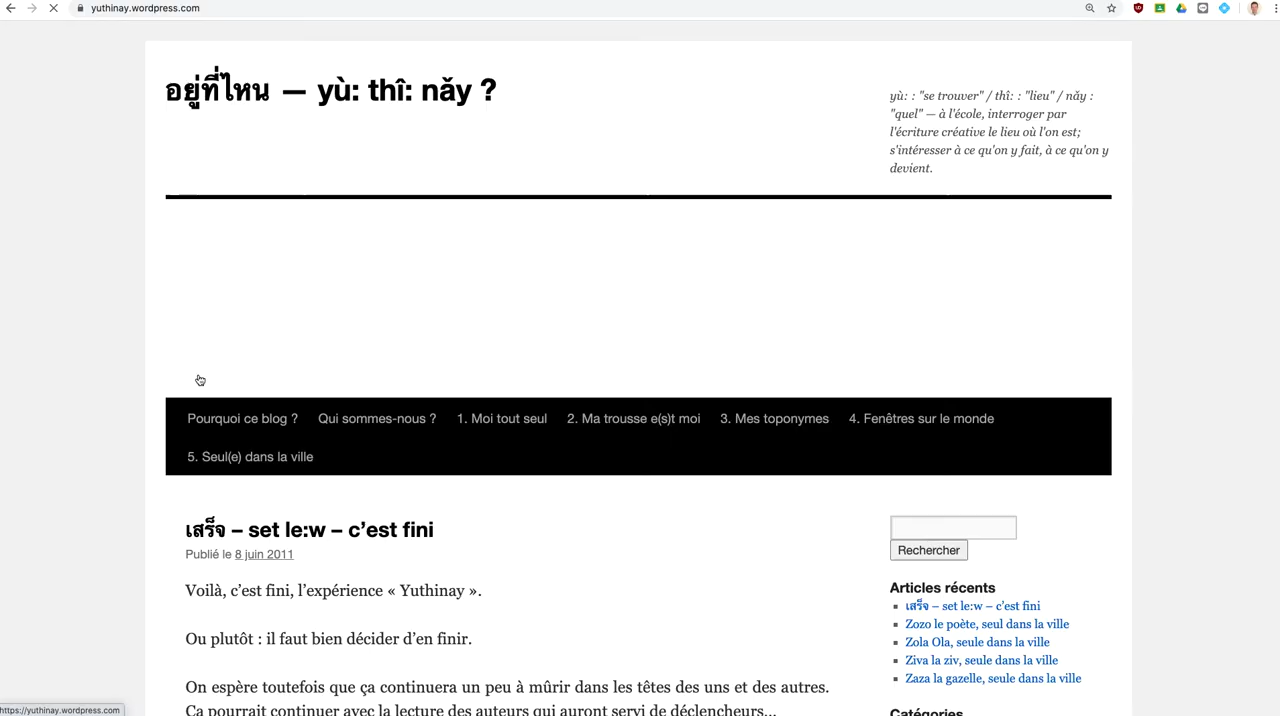 yuthinay.wordpress.com
อยู่ที่ไหน — yù: thî: nǎy ?
yù: : "se trouver" / thî: : "lieu" / nǎy :
"quel" — à l'école, interroger par
l'écriture créative le lieu où l'on est;
s'intéresser à ce qu'on y fait, à ce qu'on y
devient.
Pourquoi ce blog ? Qui sommes-nous ? 1. Moi tout seul 2. Ma trousse e(s)t moi 3. Mes toponymes 4. Fenêtres sur le monde
5. Seul(e) dans la ville
เสร็จ – set le:w – c’est fini
Publié le 8 juin 2011
Voilà, c’est fini, l’expérience « Yuthinay ».
Ou plutôt : il faut bien décider d’en finir.
On espère toutefois que ça continuera un peu à mûrir dans les têtes des uns et des autres.
Ça pourrait continuer avec la lecture des auteurs qui auront servi de déclencheurs…
Rechercher
Articles récents
เสร็จ – set le:w – c’est fini
Zozo le poète, seul dans la ville
Zola Ola, seule dans la ville
Ziva la ziv, seule dans la ville
Zaza la gazelle, seule dans la ville
Catégories
https://yuthinay.wordpress.com